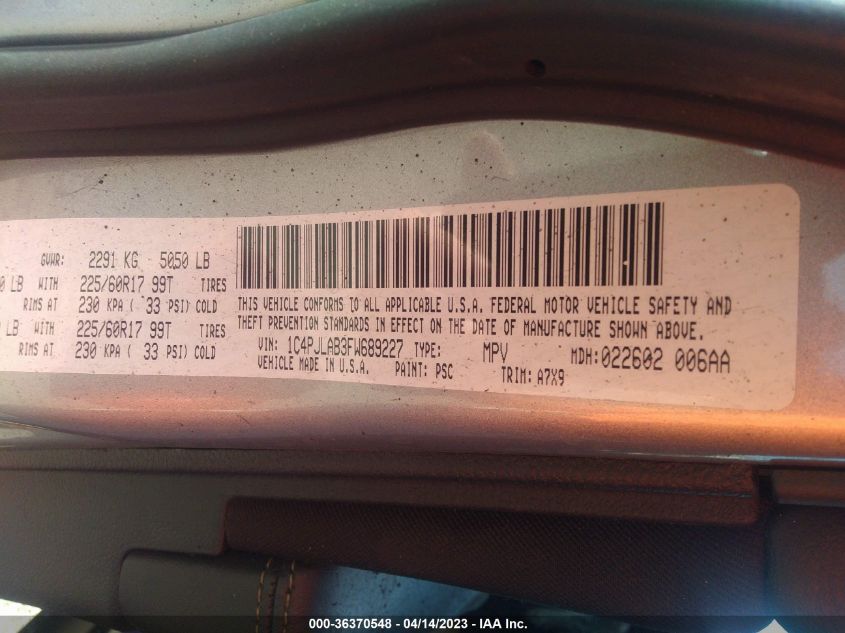 GVWR: 2291 KG 5050 LB
0 LB WITH 225/60R17 99T TIRES
RIMS AT 230 KPA ( 33 PSI) COLD
LB WITH 225/60R17 99T TIRES
RIMS AT 230 KPA ( 33 PSI) COLD
THIS VEHICLE CONFORMS TO ALL APPLICABLE U.S.A. FEDERAL MOTOR VEHICLE SAFETY AND
THEFT PREVENTION STANDARDS IN EFFECT ON THE DATE OF MANUFACTURE SHOWN ABOVE.
VIN: 1C4PJLAB3FW689227 TYPE: MPV MDH:022602 006AA
VEHICLE MADE IN U.S.A. PAINT: PSC TRIM: A7X9
000-36370548 - 04/14/2023 - IAA Inc.